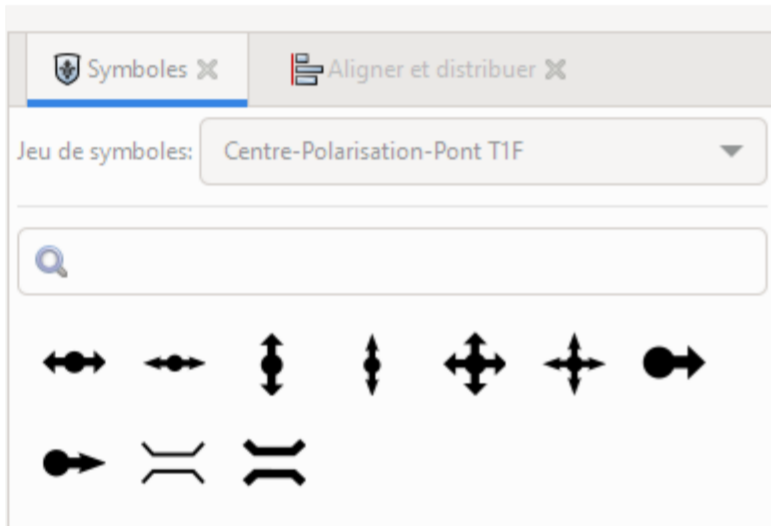 Symboles
Aligner et distribuer
Jeu de symboles: Centre-Polarisation-Pont T1F